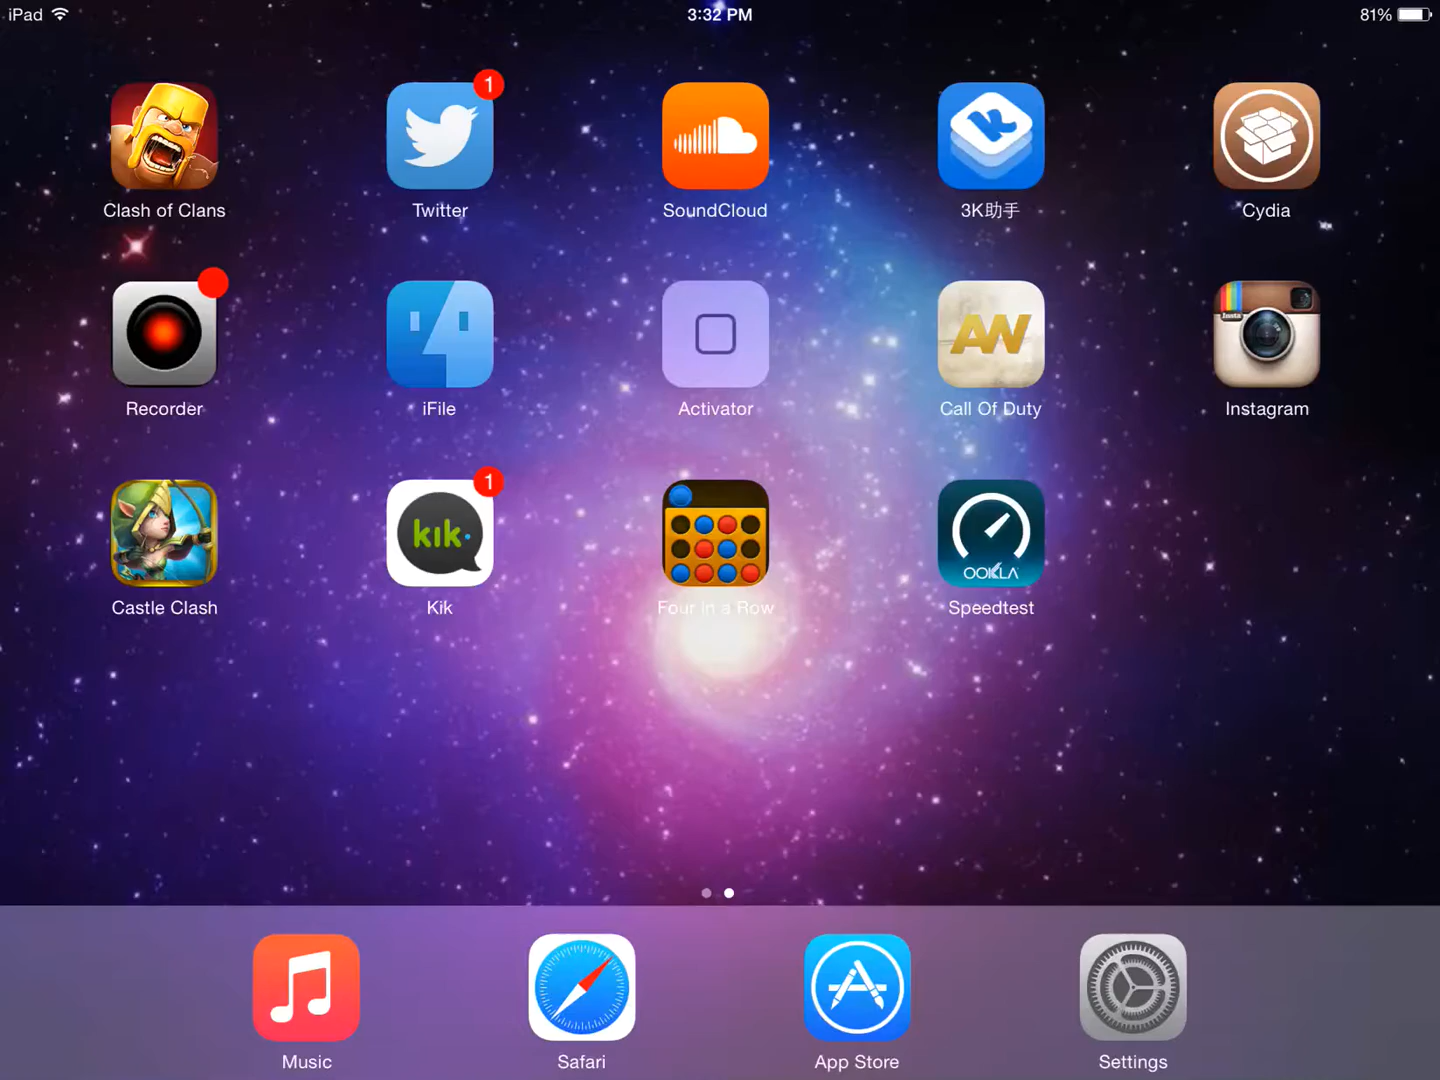 iPad 3:32 PM 81%
1
Clash of Clans Twitter SoundCloud 3K助手 Cydia
AW
Insta
Recorder iFile Activator Call Of Duty Instagram
1
kik.
OOKLA
Castle Clash Kik Four in a Row Speedtest
Music Safari App Store Settings